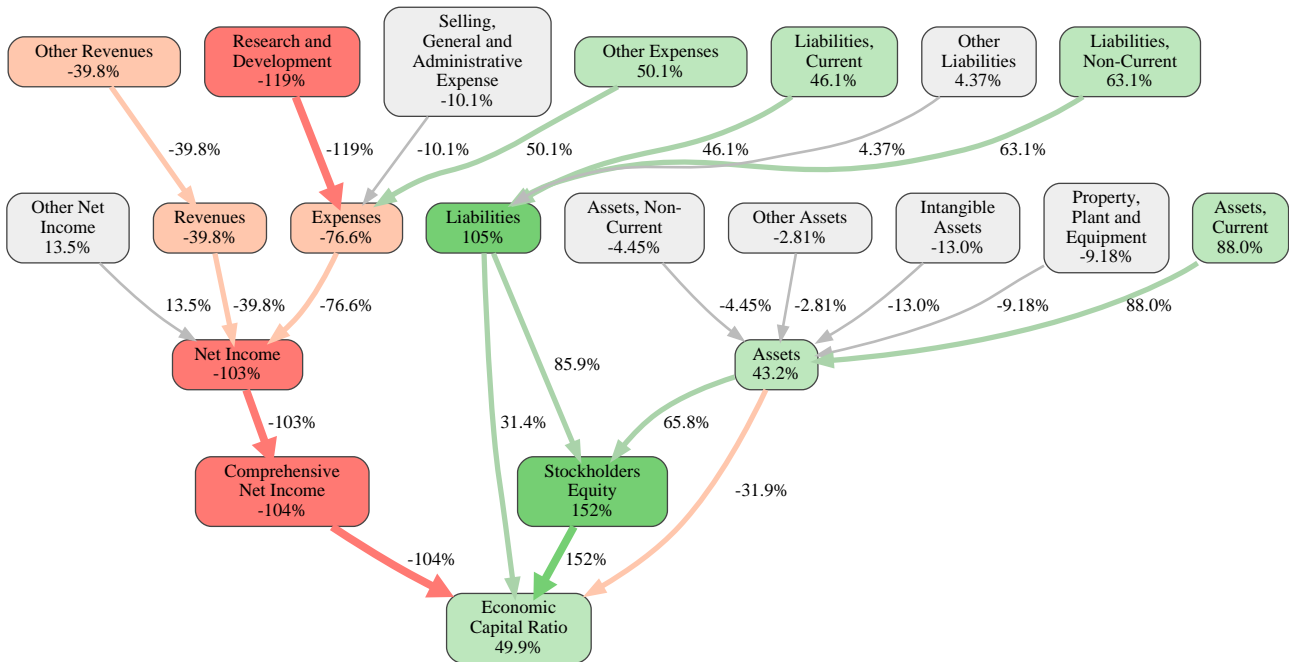 Other Revenues
-39.8%
Research and
Development
-119%
Selling,
General and
Administrative
Expense
-10.1%
Other Expenses
50.1%
Liabilities,
Current
46.1%
Other
Liabilities
4.37%
Liabilities,
Non-Current
63.1%
-39.8%
-119%
-10.1%
50.1%
46.1%
4.37%
63.1%
Other Net
Income
13.5%
Revenues
-39.8%
Expenses
-76.6%
Liabilities
105%
Assets, Non-
Current
-4.45%
Other Assets
-2.81%
Intangible
Assets
-13.0%
Property,
Plant and
Equipment
-9.18%
Assets,
Current
88.0%
13.5%
-39.8%
-76.6%
-4.45%
-2.81%
-13.0%
-9.18%
88.0%
Net Income
-103%
85.9%
Assets
43.2%
-103%
31.4%
65.8%
Comprehensive
Net Income
-104%
Stockholders
Equity
152%
-31.9%
-104%
152%
Economic
Capital Ratio
49.9%